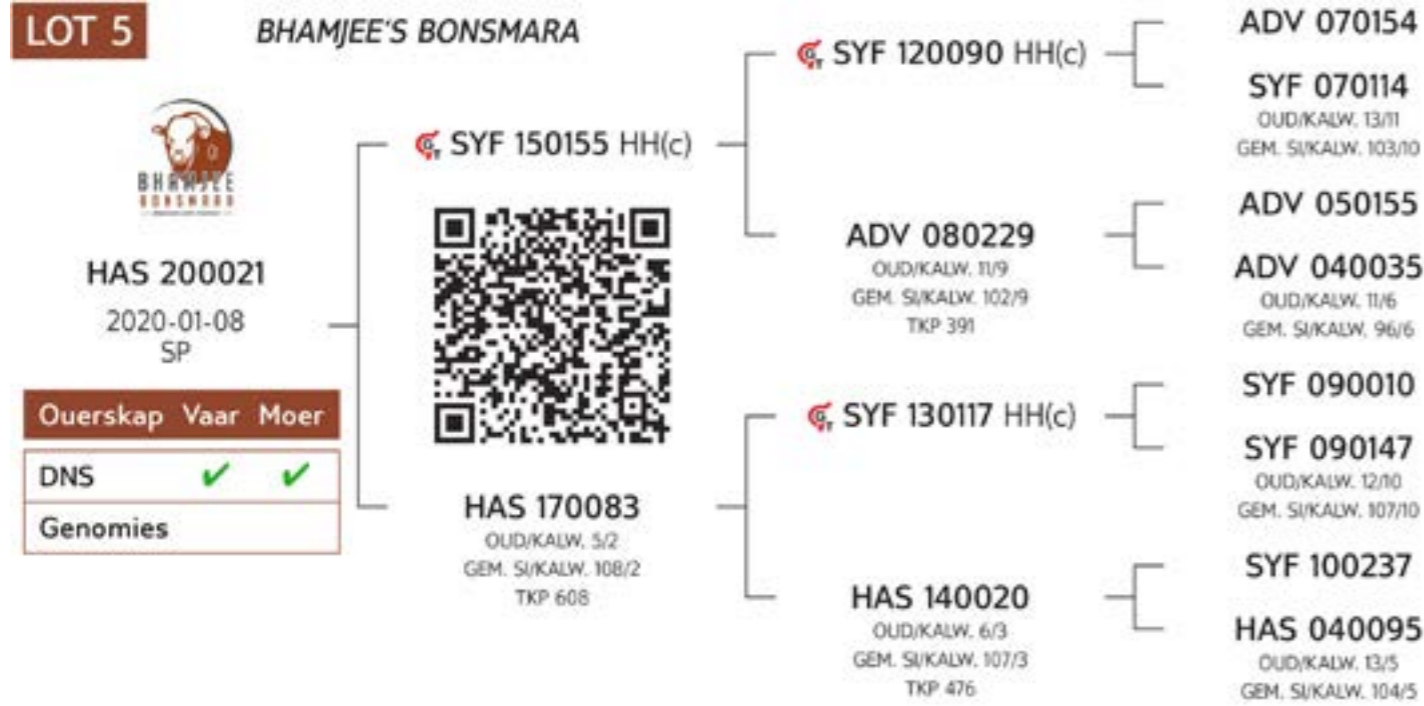 LOT 5
BHAMJEE'S BONSMARA
BHAMJEE
BONSMARA
HAS 200021
2020-01-08
SP
Ouerskap Vaar Moer
DNS ✔ ✔
Genomies
SYF 150155 HH(c)
HAS 170083
OUD/KALW. 5/2
GEM. SI/KALW. 108/2
TKP 608
SYF 120090 HH(c)
ADV 080229
OUD/KALW. 11/9
GEM. SI/KALW. 102/9
TKP 391
SYF 130117 HH(c)
HAS 140020
OUD/KALW. 6/3
GEM. SI/KALW. 107/3
TKP 476
ADV 070154
SYF 070114
OUD/KALW. 13/11
GEM. SI/KALW. 103/10
ADV 050155
ADV 040035
OUD/KALW. 11/6
GEM. SI/KALW. 96/6
SYF 090010
SYF 090147
OUD/KALW. 12/10
GEM. SI/KALW. 107/10
SYF 100237
HAS 040095
OUD/KALW. 13/5
GEM. SI/KALW. 104/5